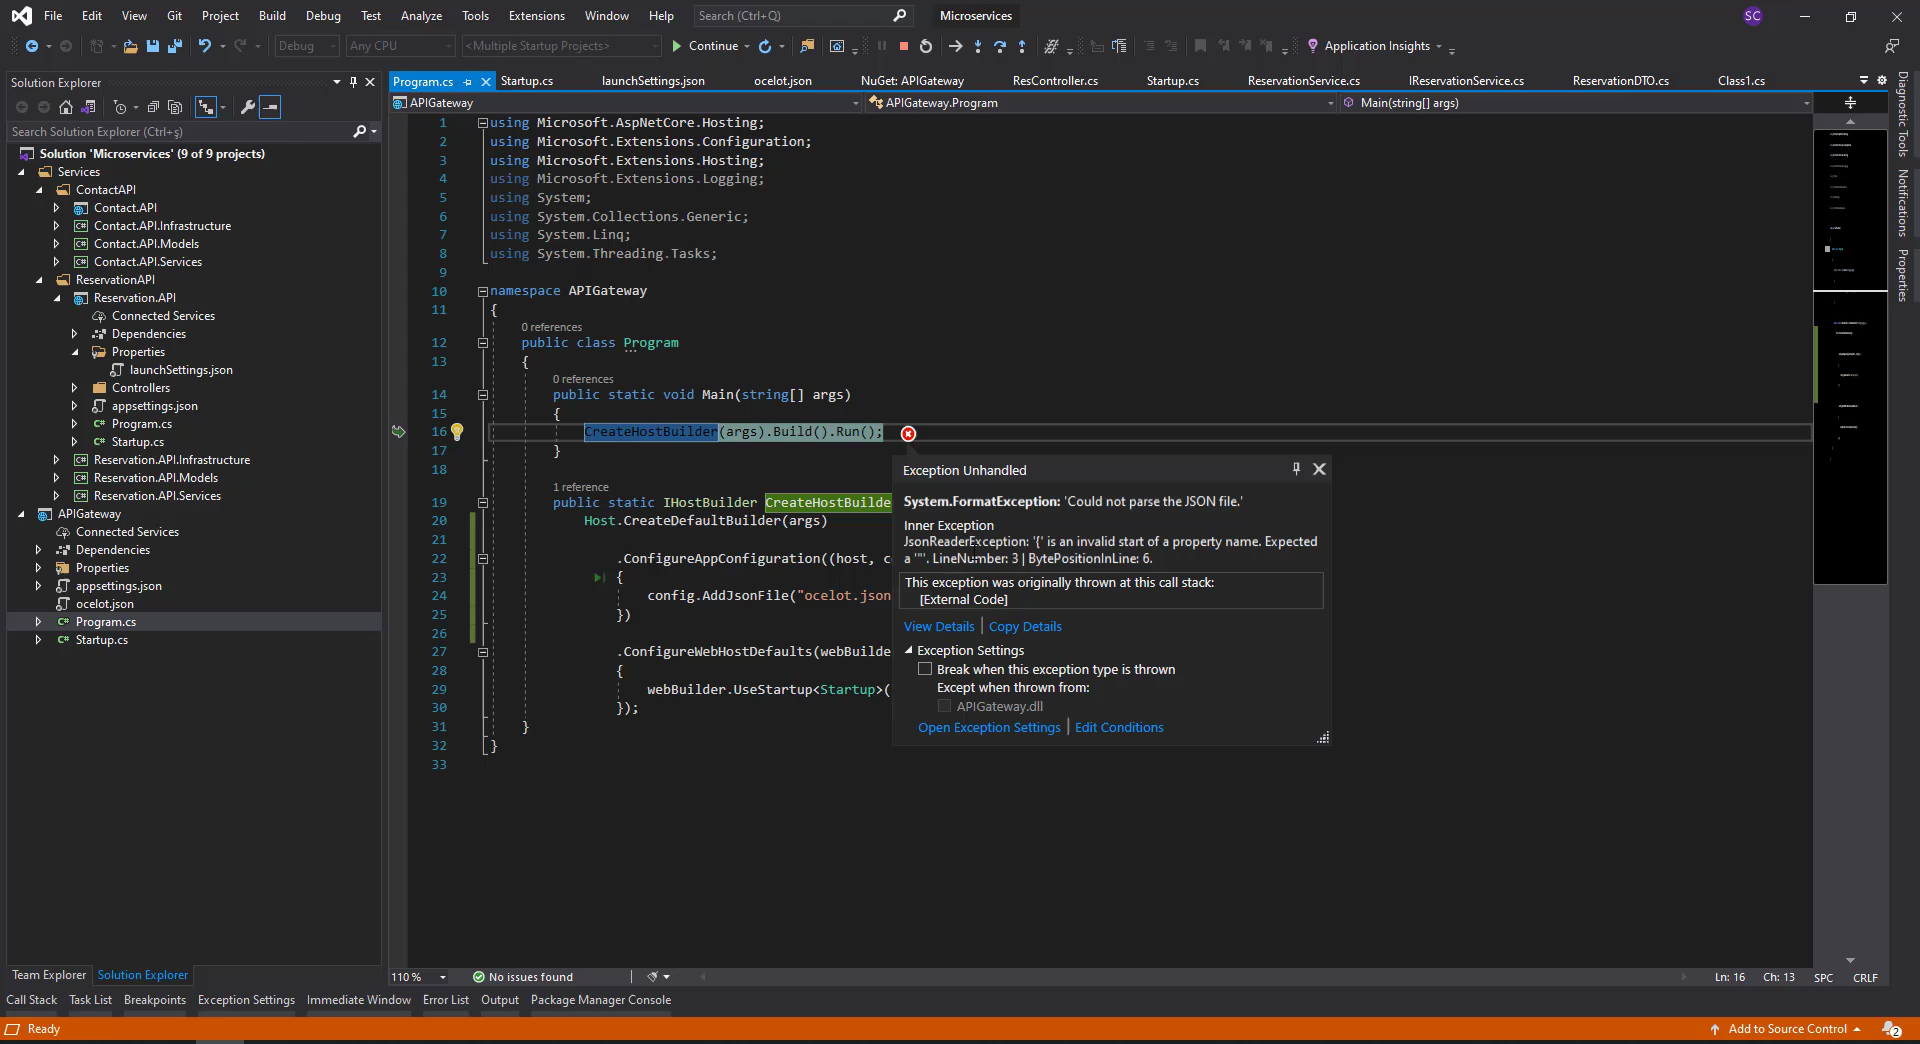 File Edit View Git Project Build Debug Test Analyze Tools Extensions Window Help Search (Ctrl+Q) Microservices SC
Debug Any CPU <Multiple Startup Projects> Continue Application Insights
Solution Explorer
Search Solution Explorer (Ctrl+ş)
Solution 'Microservices' (9 of 9 projects)
Services
ContactAPI
Contact.API
Contact.API.Infrastructure
Contact.API.Models
Contact.API.Services
ReservationAPI
Reservation.API
Connected Services
Dependencies
Properties
launchSettings.json
Controllers
appsettings.json
Program.cs
Startup.cs
Reservation.API.Infrastructure
Reservation.API.Models
Reservation.API.Services
APIGateway
Connected Services
Dependencies
Properties
appsettings.json
ocelot.json
Program.cs
Startup.cs
Team Explorer Solution Explorer
Program.cs Startup.cs launchSettings.json ocelot.json NuGet: APIGateway ResController.cs Startup.cs ReservationService.cs IReservationService.cs ReservationDTO.cs Class1.cs
APIGateway APIGateway.Program Main(string[] args)
1 using Microsoft.AspNetCore.Hosting;
2 using Microsoft.Extensions.Configuration;
3 using Microsoft.Extensions.Hosting;
4 using Microsoft.Extensions.Logging;
5 using System;
6 using System.Collections.Generic;
7 using System.Linq;
8 using System.Threading.Tasks;
9
10 namespace APIGateway
11 {
0 references
12 public class Program
13 {
0 references
14 public static void Main(string[] args)
15 {
16 CreateHostBuilder(args).Build().Run();
17 }
18
1 reference
19 public static IHostBuilder CreateHostBuilde
20 Host.CreateDefaultBuilder(args)
21
22 .ConfigureAppConfiguration((host, c
23 {
24 config.AddJsonFile("ocelot.json
25 })
26
27 .ConfigureWebHostDefaults(webBuilde
28 {
29 webBuilder.UseStartup<Startup>(
30 });
31 }
32 }
33
Exception Unhandled
System.FormatException: 'Could not parse the JSON file.'
Inner Exception
JsonReaderException: '{' is an invalid start of a property name. Expected
a '"'. LineNumber: 3 | BytePositionInLine: 6.
This exception was originally thrown at this call stack:
[External Code]
View Details | Copy Details
Exception Settings
Break when this exception type is thrown
Except when thrown from:
APIGateway.dll
Open Exception Settings | Edit Conditions
Diagnostic Tools
Notifications
Properties
110 % No issues found Ln: 16 Ch: 13 SPC CRLF
Call Stack Task List Breakpoints Exception Settings Immediate Window Error List Output Package Manager Console
Ready Add to Source Control 2